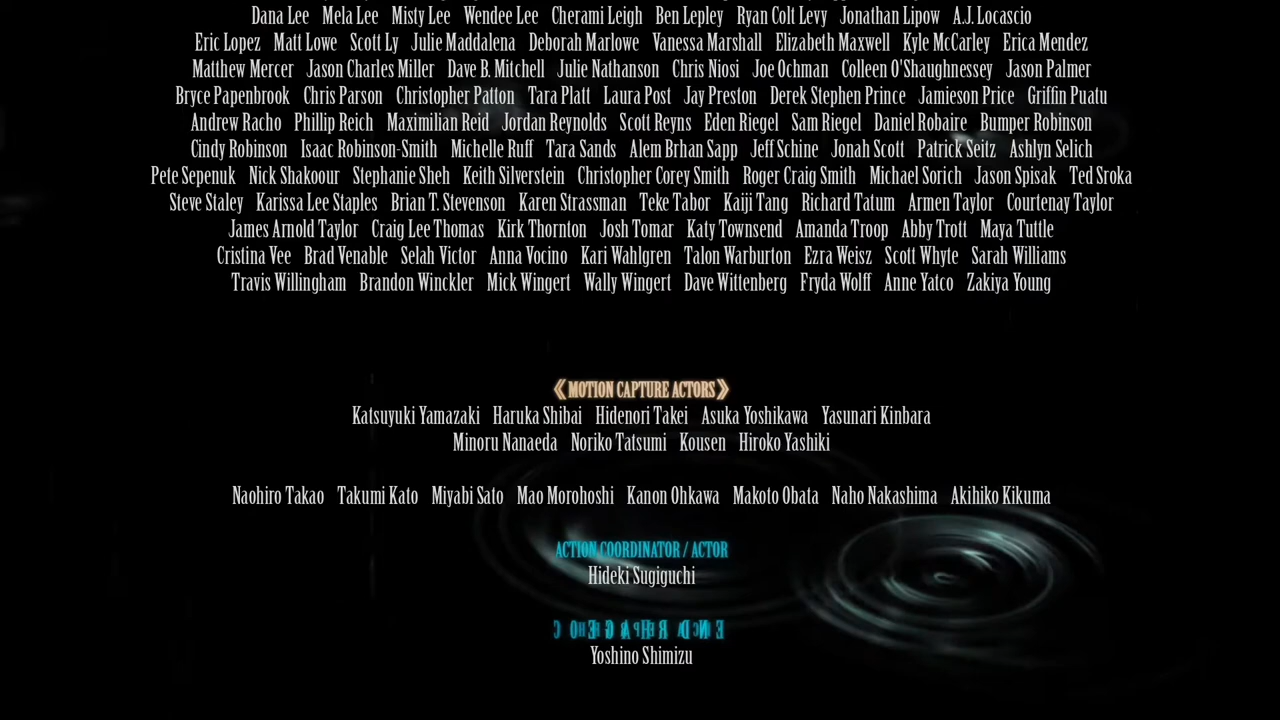 Dana Lee Mela Lee Misty Lee Wendee Lee Cherami Leigh Ben Lepley Ryan Colt Levy Jonathan Lipow A.J. Locascio
Eric Lopez Matt Lowe Scott Ly Julie Maddalena Deborah Marlowe Vanessa Marshall Elizabeth Maxwell Kyle McCarley Erica Mendez
Matthew Mercer Jason Charles Miller Dave B. Mitchell Julie Nathanson Chris Niosi Joe Ochman Colleen O'Shaughnessey Jason Palmer
Bryce Papenbrook Chris Parson Christopher Patton Tara Platt Laura Post Jay Preston Derek Stephen Prince Jamieson Price Griffin Puatu
Andrew Racho Phillip Reich Maximilian Reid Jordan Reynolds Scott Reyns Eden Riegel Sam Riegel Daniel Robaire Bumper Robinson
Cindy Robinson Isaac Robinson-Smith Michelle Ruff Tara Sands Alem Brhan Sapp Jeff Schine Jonah Scott Patrick Seitz Ashlyn Selich
Pete Sepenuk Nick Shakoour Stephanie Sheh Keith Silverstein Christopher Corey Smith Roger Craig Smith Michael Sorich Jason Spisak Ted Sroka
Steve Staley Karissa Lee Staples Brian T. Stevenson Karen Strassman Teke Tabor Kaiji Tang Richard Tatum Armen Taylor Courtenay Taylor
James Arnold Taylor Craig Lee Thomas Kirk Thornton Josh Tomar Katy Townsend Amanda Troop Abby Trott Maya Tuttle
Cristina Vee Brad Venable Selah Victor Anna Vocino Kari Wahlgren Talon Warburton Ezra Weisz Scott Whyte Sarah Williams
Travis Willingham Brandon Winckler Mick Wingert Wally Wingert Dave Wittenberg Fryda Wolff Anne Yatco Zakiya Young
《MOTION CAPTURE ACTORS》
Katsuyuki Yamazaki Haruka Shibai Hidenori Takei Asuka Yoshikawa Yasunari Kinbara
Minoru Nanaeda Noriko Tatsumi Kousen Hiroko Yashiki
Naohiro Takao Takumi Kato Miyabi Sato Mao Morohoshi Kanon Ohkawa Makoto Obata Naho Nakashima Akihiko Kikuma
ACTION COORDINATOR / ACTOR
Hideki Sugiguchi
Yoshino Shimizu